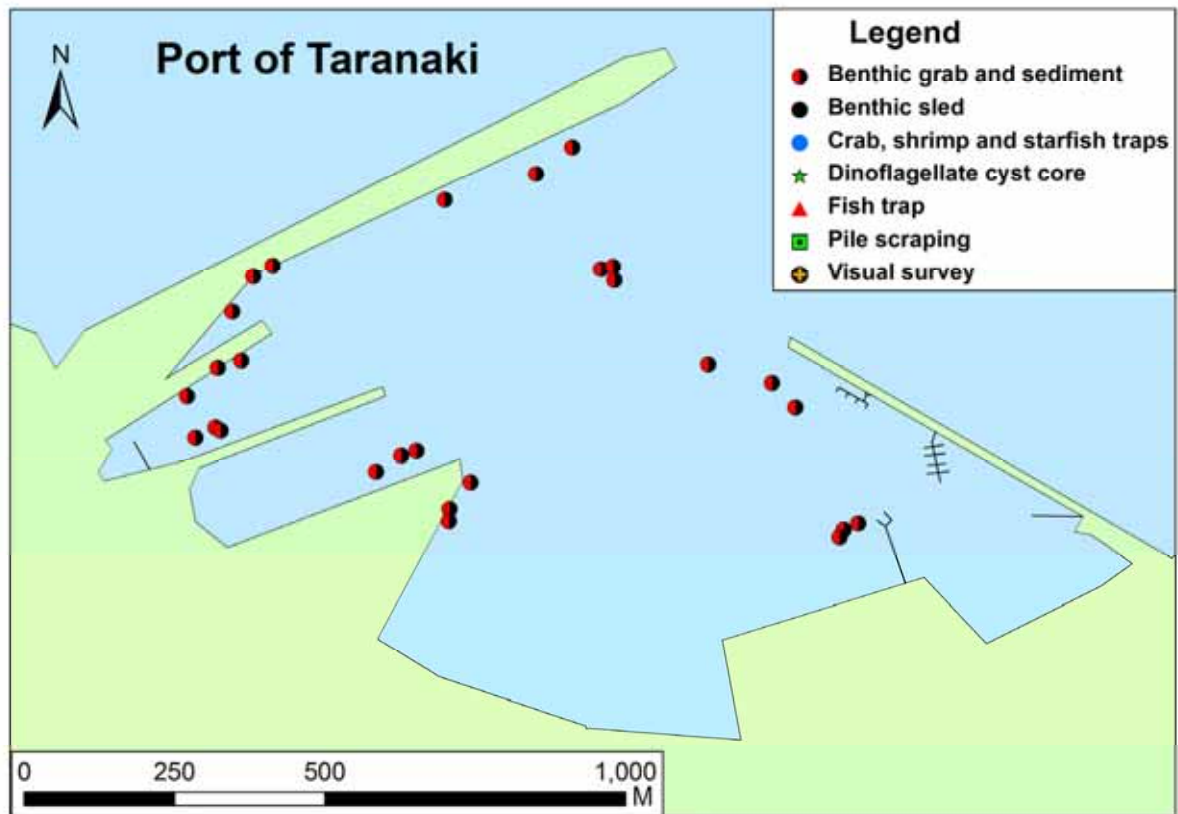 N
Port of Taranaki
Legend
Benthic grab and sediment
Benthic sled
Crab, shrimp and starfish traps
Dinoflagellate cyst core
Fish trap
Pile scraping
Visual survey
0 250 500 1,000
M